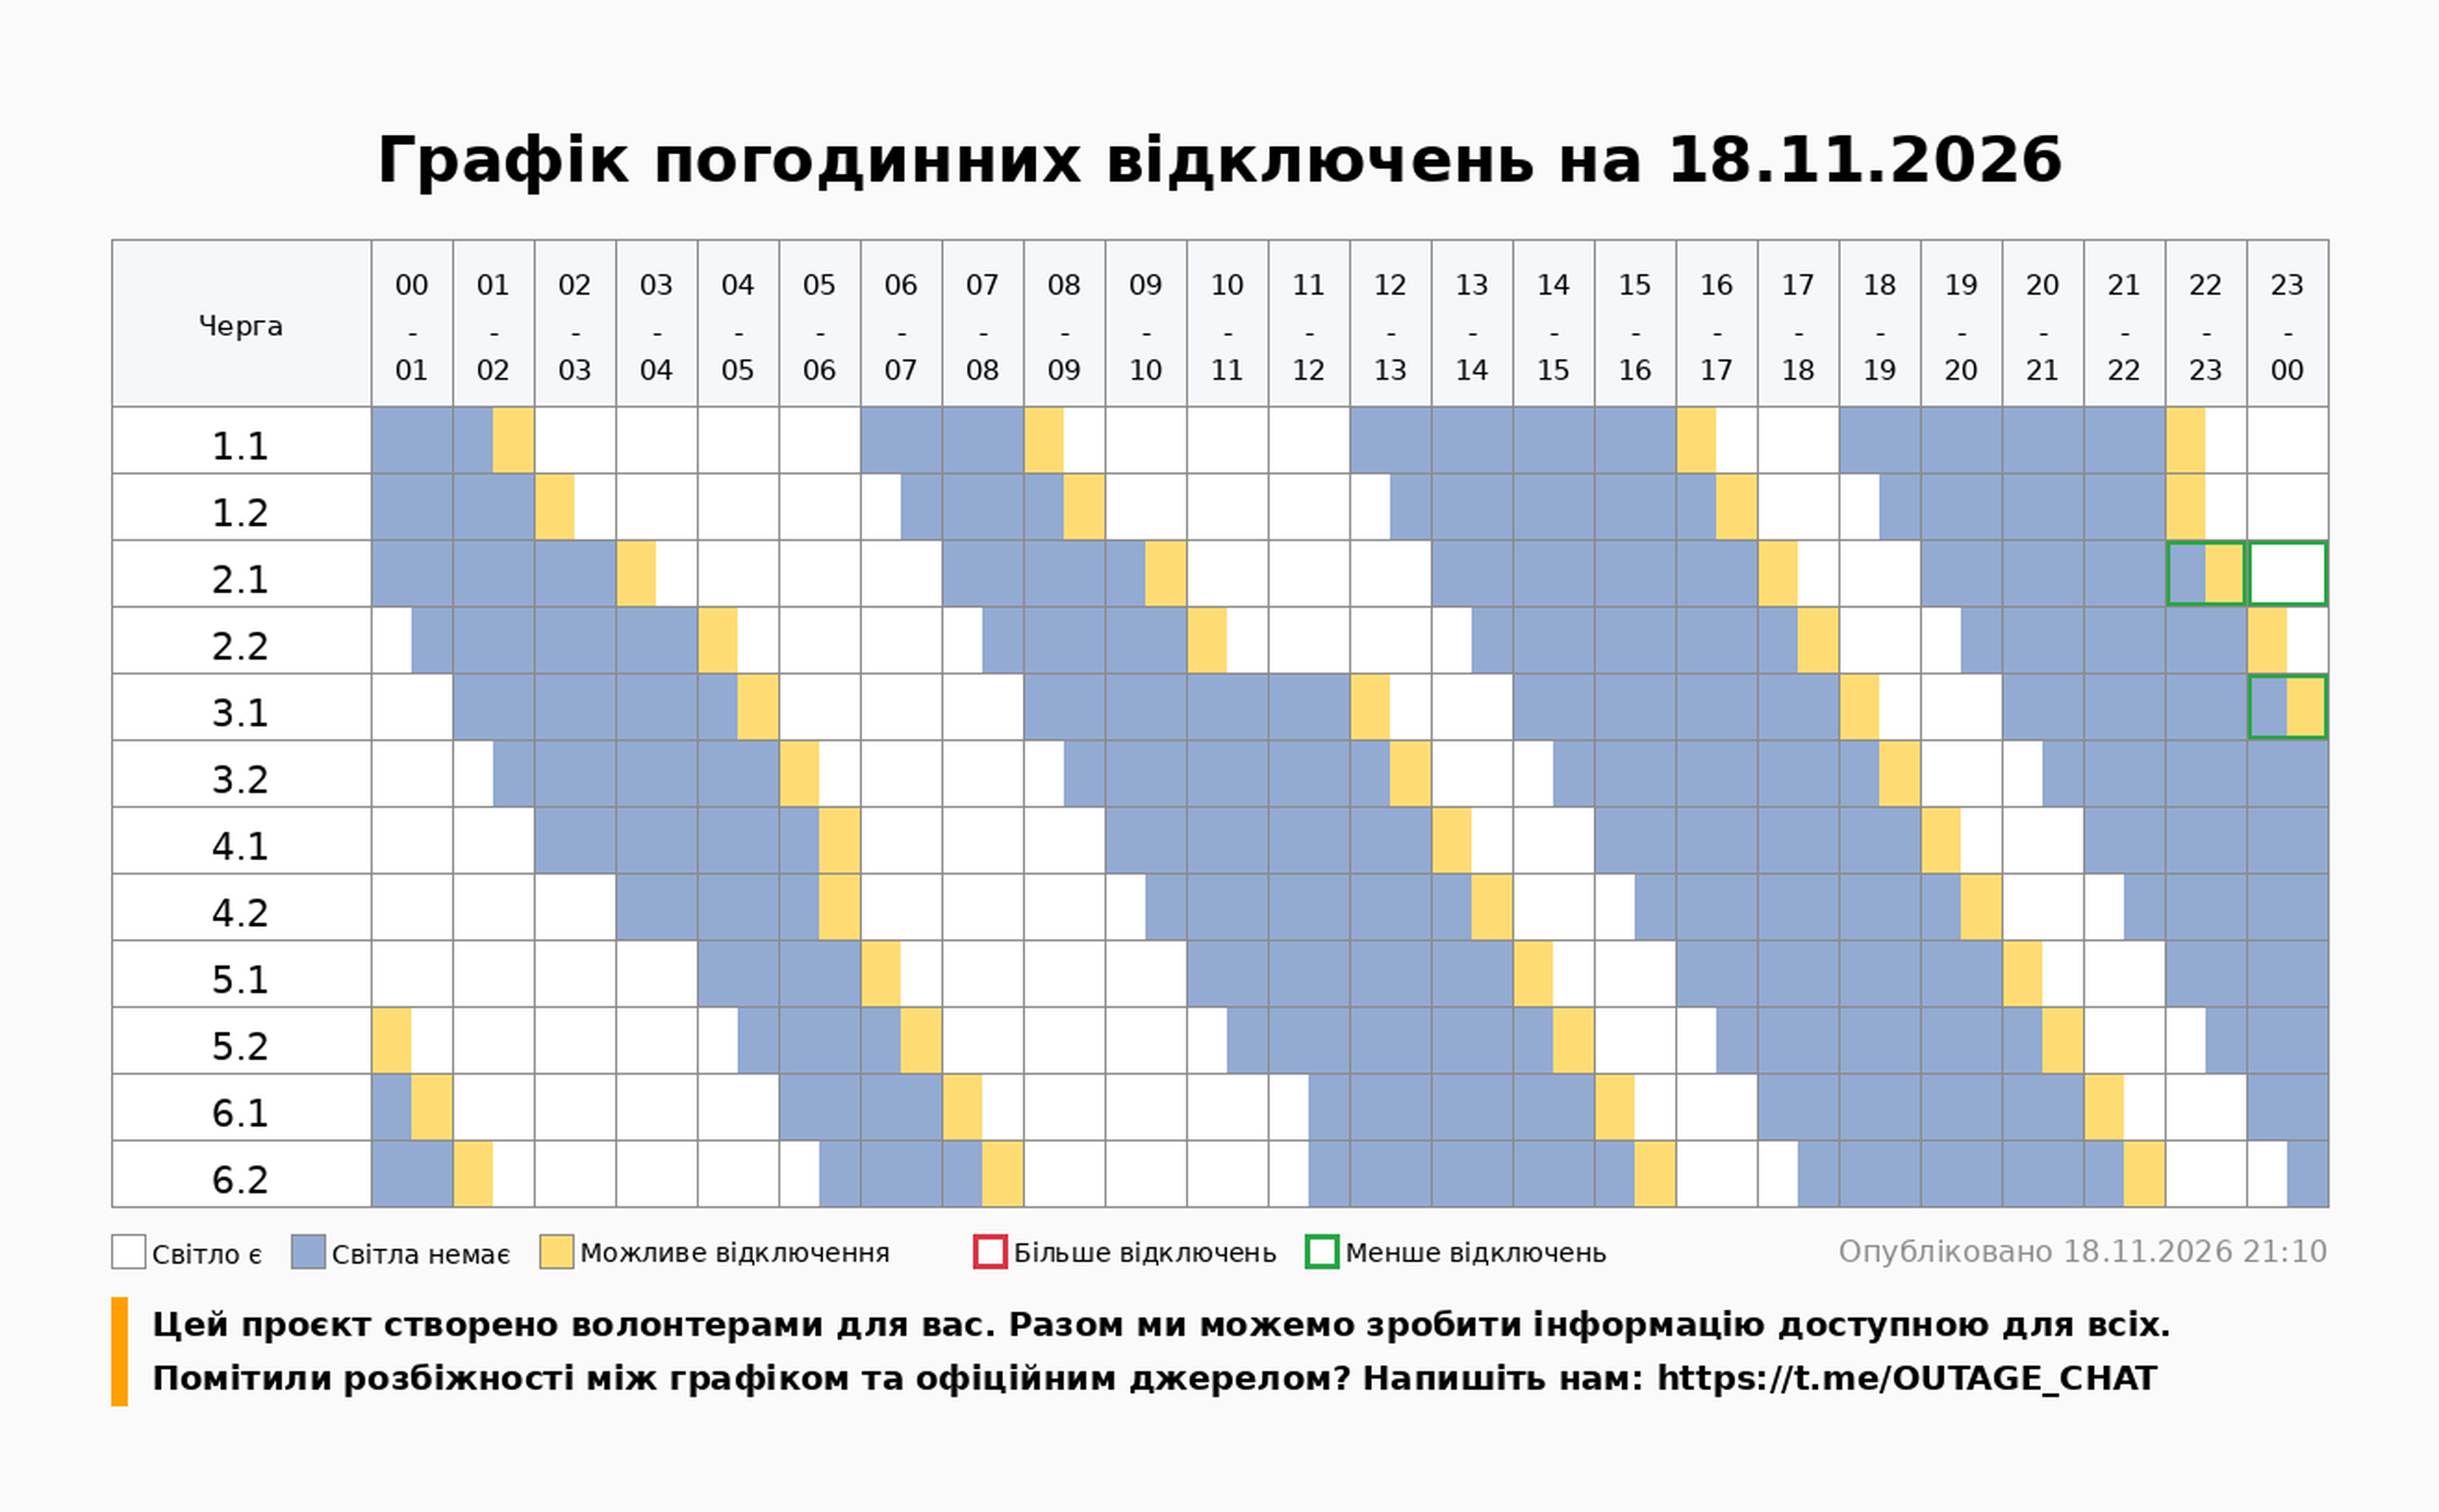 Графік погодинних відключень на 18.11.2026
Черга
00 - 01
01 - 02
02 - 03
03 - 04
04 - 05
05 - 06
06 - 07
07 - 08
08 - 09
09 - 10
10 - 11
11 - 12
12 - 13
13 - 14
14 - 15
15 - 16
16 - 17
17 - 18
18 - 19
19 - 20
20 - 21
21 - 22
22 - 23
23 - 00
1.1
1.2
2.1
2.2
3.1
3.2
4.1
4.2
5.1
5.2
6.1
6.2
Світло є
Світла немає
Можливе відключення
Більше відключень
Менше відключень
Опубліковано 18.11.2026 21:10
Цей проєкт створено волонтерами для вас. Разом ми можемо зробити інформацію доступною для всіх.
Помітили розбіжності між графіком та офіційним джерелом? Напишіть нам: https://t.me/OUTAGE_CHAT